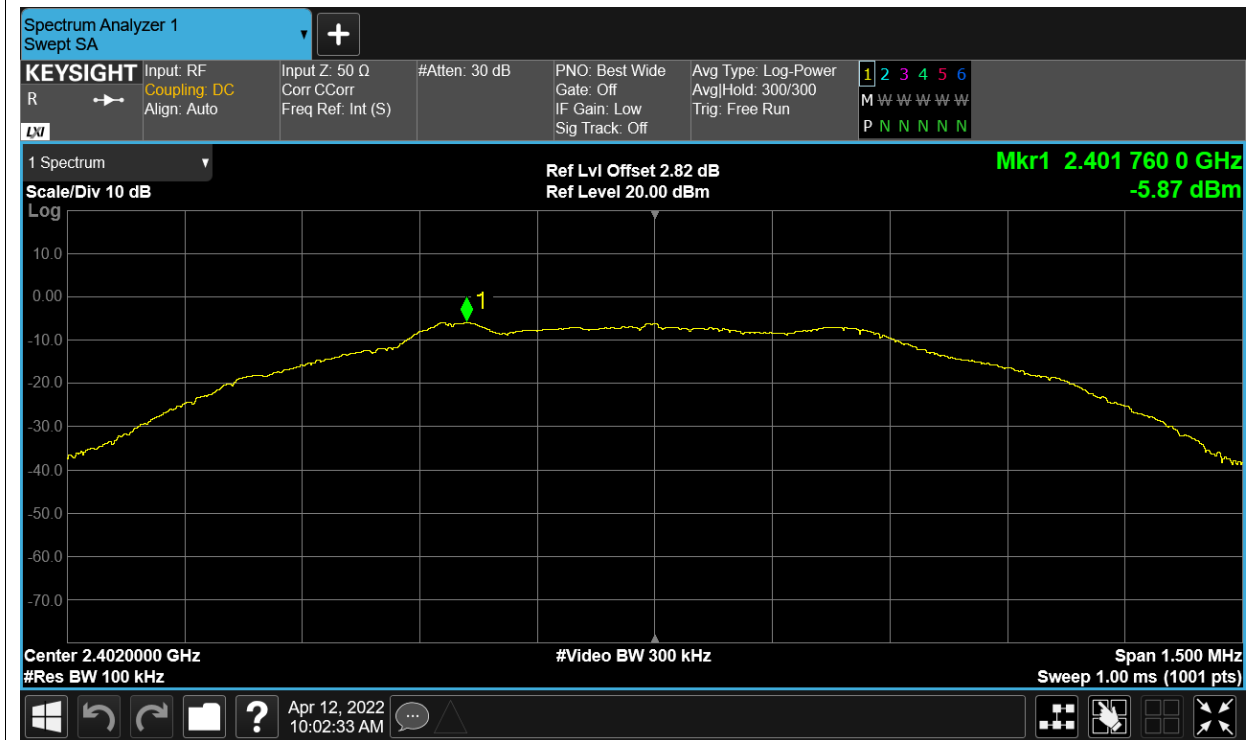 Spectrum Analyzer 1
Swept SA
KEYSIGHT
R
LXI
Input: RF
Coupling: DC
Align: Auto
Input Z: 50 Ω
Corr CCorr
Freq Ref: Int (S)
#Atten: 30 dB
PNO: Best Wide
Gate: Off
IF Gain: Low
Sig Track: Off
Avg Type: Log-Power
Avg|Hold: 300/300
Trig: Free Run
1 2 3 4 5 6
M W W W W W
P N N N N N
1 Spectrum
Scale/Div 10 dB
Log
Ref Lvl Offset 2.82 dB
Ref Level 20.00 dBm
Mkr1 2.401 760 0 GHz
-5.87 dBm
10.0
0.00
1
-10.0
-20.0
-30.0
-40.0
-50.0
-60.0
-70.0
Center 2.4020000 GHz
#Res BW 100 kHz
#Video BW 300 kHz
Span 1.500 MHz
Sweep 1.00 ms (1001 pts)
?
Apr 12, 2022
10:02:33 AM